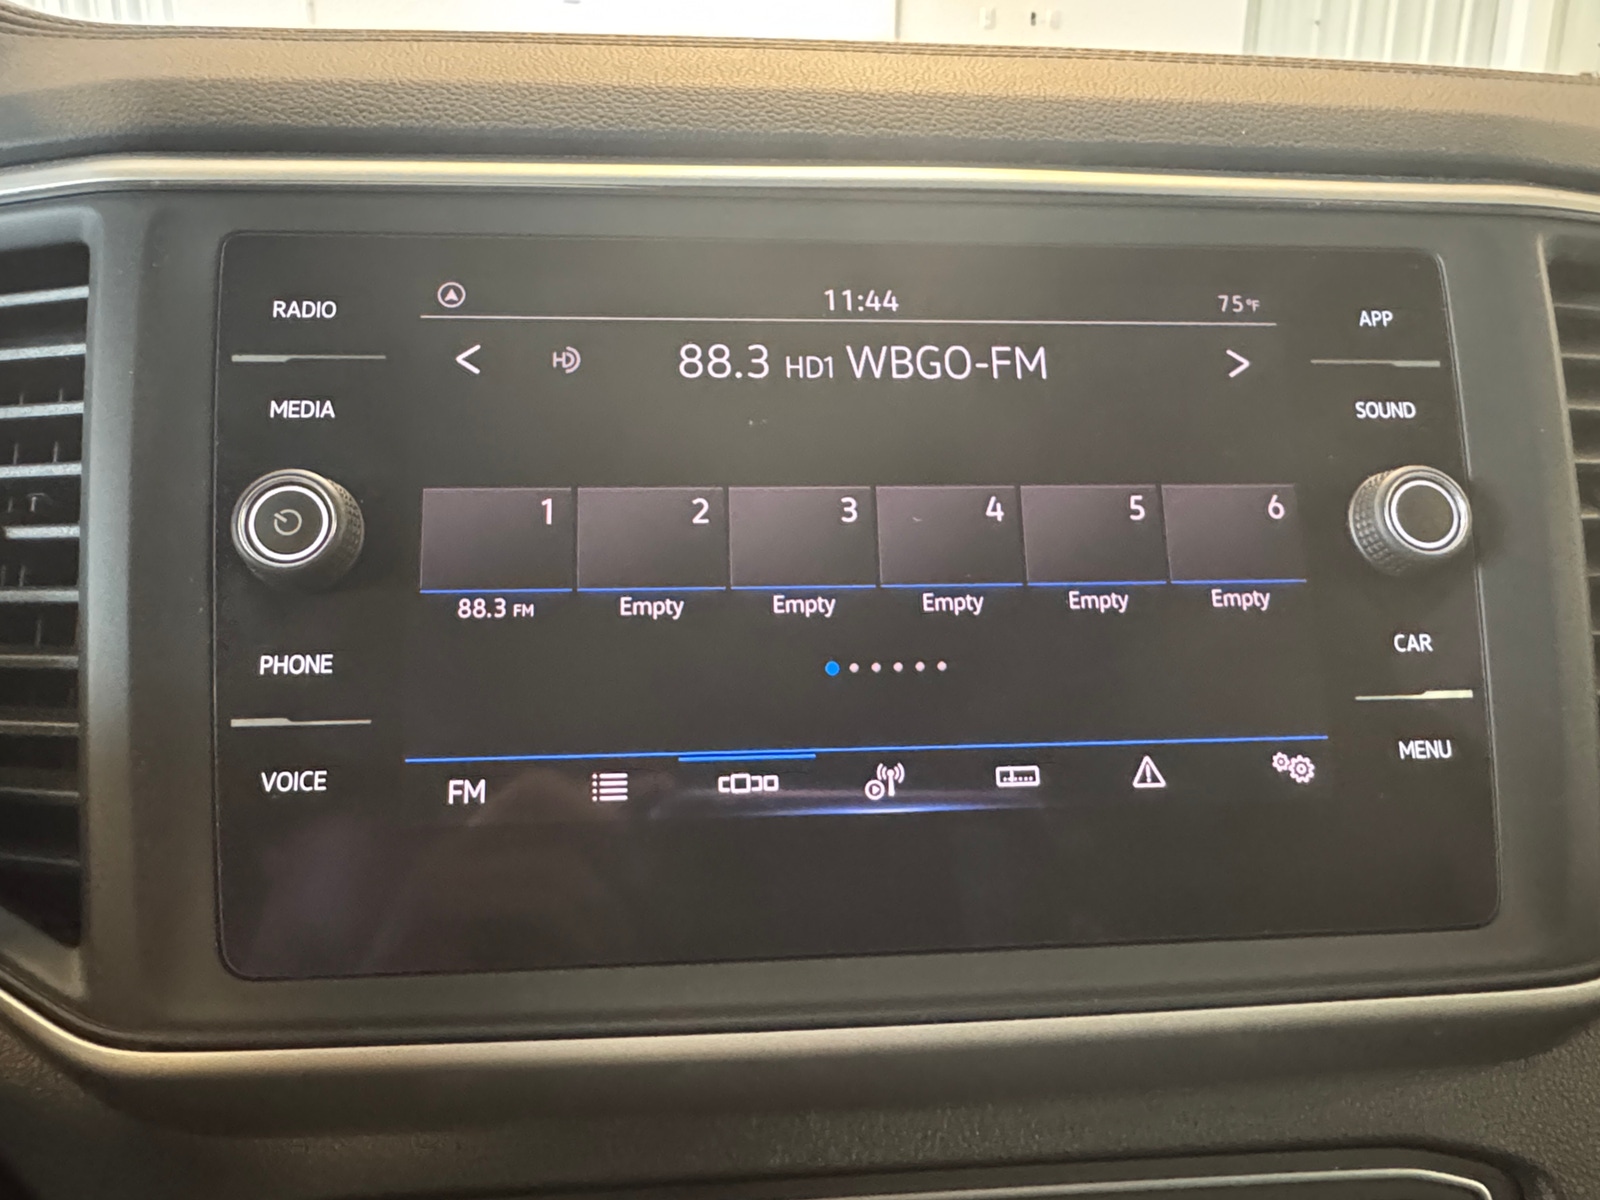 RADIO
MEDIA
PHONE
VOICE
11:44
75°F
HD
88.3 HD1 WBGO-FM
1
2
3
4
5
6
88.3 FM
Empty
Empty
Empty
Empty
Empty
FM
APP
SOUND
CAR
MENU